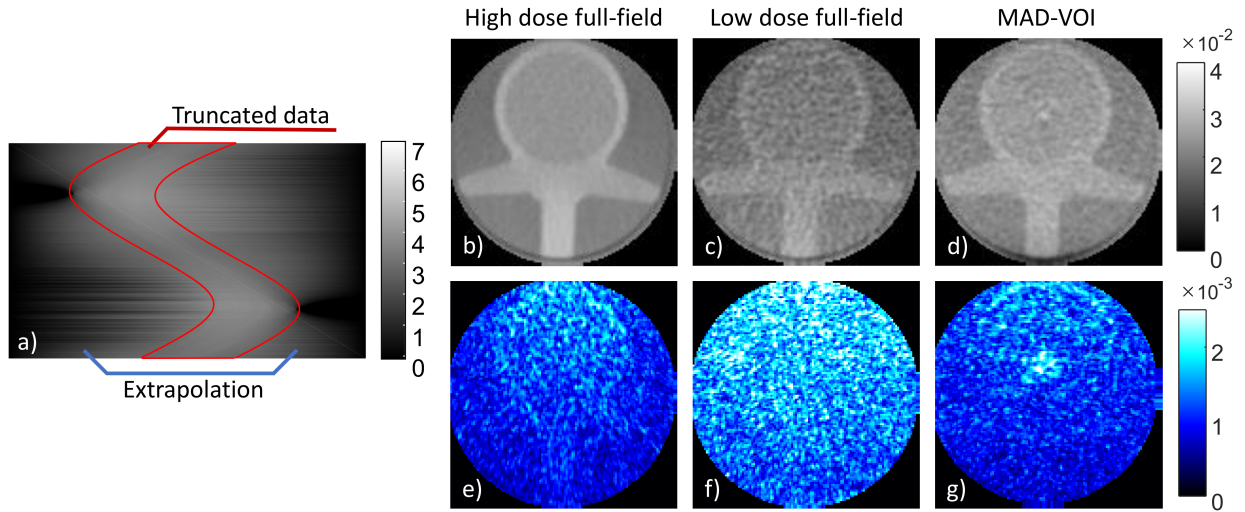 High dose full-field
Low dose full-field
MAD-VOI
Truncated data
Extrapolation
a)
7
6
5
4
3
2
1
0
b)
c)
d)
×10⁻²
4
3
2
1
0
e)
f)
g)
×10⁻³
2
1
0